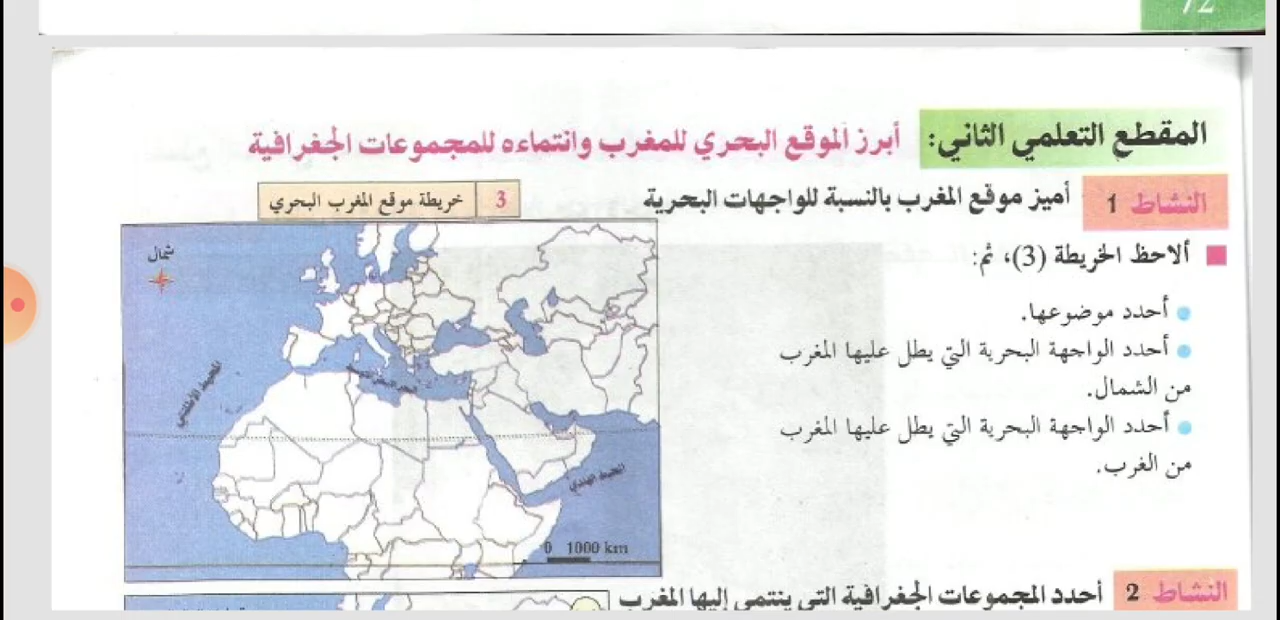 72
المقطع التعلمي الثاني: أبرز الموقع البحري للمغرب وانتماءه للمجموعات الجغرافية
النشاط 1 أميز موقع المغرب بالنسبة للواجهات البحرية
3 خريطة موقع المغرب البحري
ألاحظ الخريطة (3)، ثم:
أحدد موضوعها.
أحدد الواجهة البحرية التي يطل عليها المغرب
من الشمال.
أحدد الواجهة البحرية التي يطل عليها المغرب
من الغرب.
شمال
المحيط الأطلنتي
المحيط الهندي
0 1000 km
النشاط 2 أحدد المجموعات الجغرافية التي ينتمي إليها المغرب